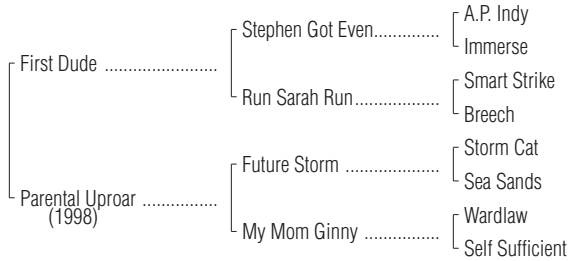 A.P. Indy
Stephen Got Even..............
Immerse
First Dude ........................
Smart Strike
Run Sarah Run..................
Breech
Storm Cat
Future Storm ....................
Sea Sands
Parental Uproar ................
(1998)
Wardlaw
My Mom Ginny ................
Self Sufficient